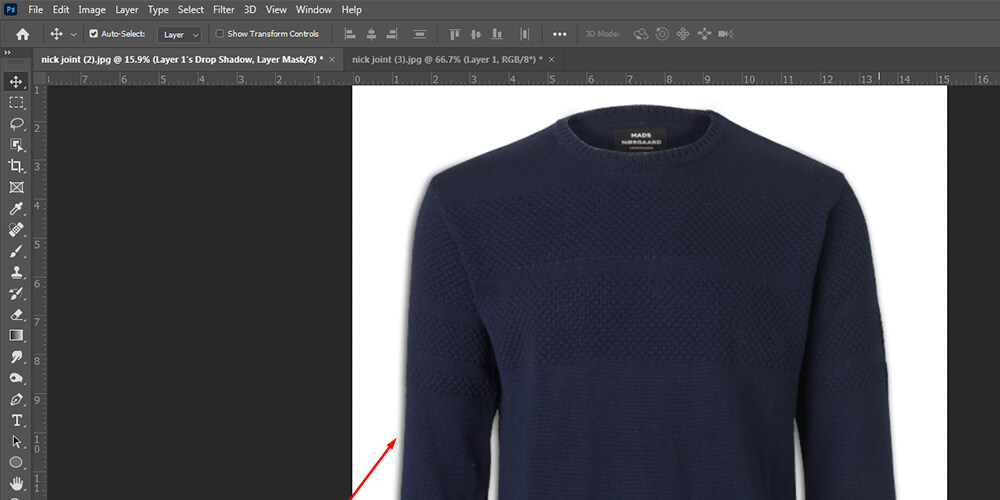 Ps File Edit Image Layer Type Select Filter 3D View Window Help
Auto-Select: Layer Show Transform Controls 3D Mode:
nick joint (2).jpg @ 15.9% (Layer 1's Drop Shadow, Layer Mask/8) * × nick joint (3).jpg @ 66.7% (Layer 1, RGB/8*) * ×
7 6 5 4 3 2 1 0 1 2 3 4 5 6 7 8 9 10 11 12 13 14 15 16
1
2
3
4
5
6
7
8
9
10
11
MADS
NØRGAARD
T